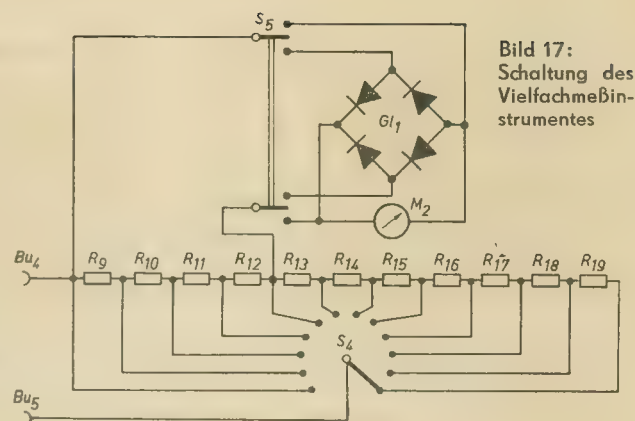 S5
Bild 17:
Schaltung des
Vielfachmeßin-
strumentes
Gl1
M2
Bu4
R9 R10 R11 R12 R13 R14 R15 R16 R17 R18 R19
S4
Bu5